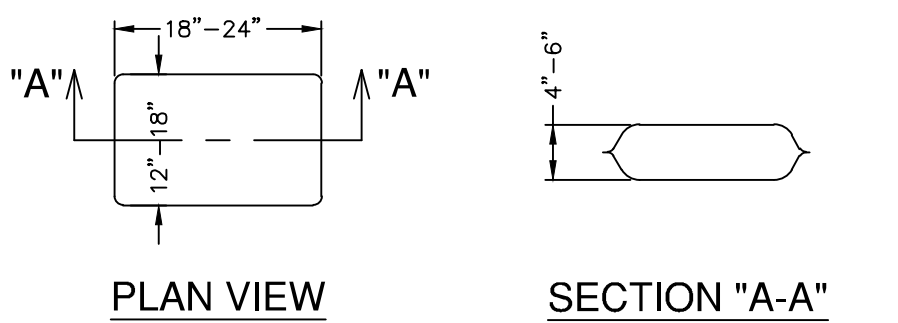 18”–24”
"A"
"A"
12”–18”
PLAN VIEW
4”–6”
SECTION "A-A"